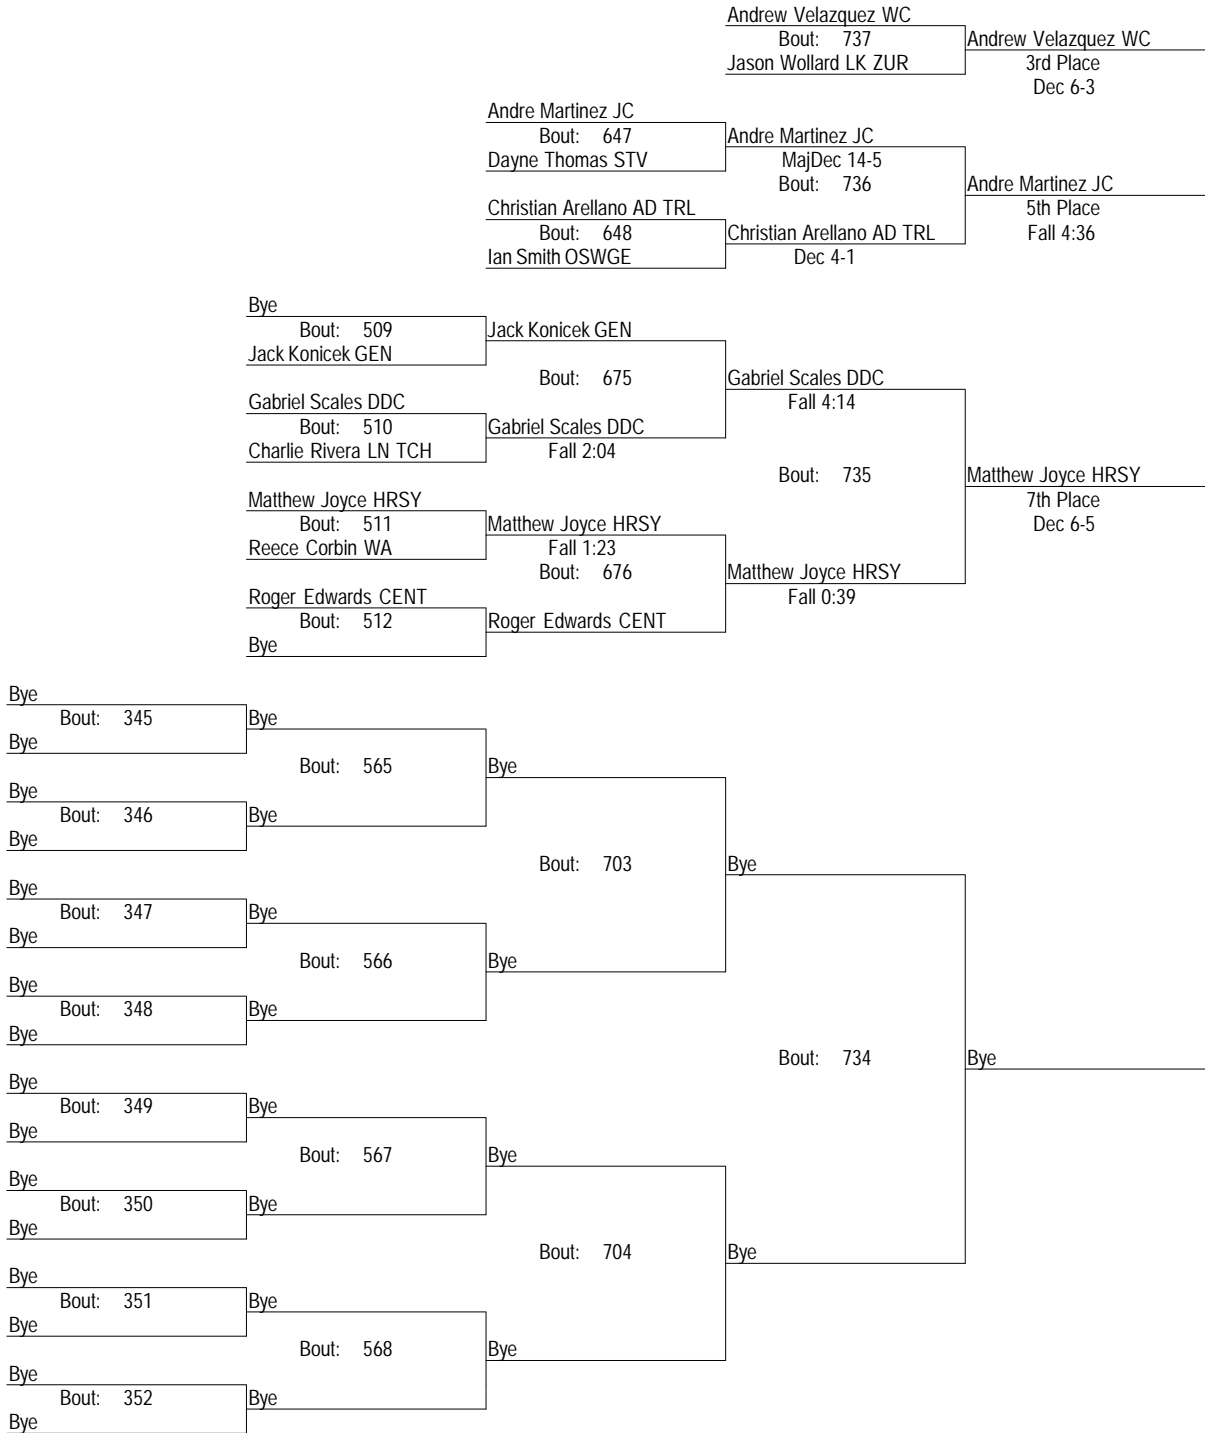 Andrew Velazquez WC
Bout: 737
Andrew Velazquez WC
Jason Wollard LK ZUR
3rd Place
Dec 6-3
Andre Martinez JC
Bout: 647
Andre Martinez JC
Dayne Thomas STV
MajDec 14-5
Bout: 736
Andre Martinez JC
5th Place
Christian Arellano AD TRL
Bout: 648
Christian Arellano AD TRL
Fall 4:36
Ian Smith OSWGE
Dec 4-1
Bye
Bout: 509
Jack Konicek GEN
Jack Konicek GEN
Bout: 675
Gabriel Scales DDC
Fall 4:14
Gabriel Scales DDC
Bout: 510
Gabriel Scales DDC
Charlie Rivera LN TCH
Fall 2:04
Bout: 735
Matthew Joyce HRSY
7th Place
Dec 6-5
Matthew Joyce HRSY
Bout: 511
Matthew Joyce HRSY
Reece Corbin WA
Fall 1:23
Bout: 676
Matthew Joyce HRSY
Fall 0:39
Roger Edwards CENT
Bout: 512
Roger Edwards CENT
Bye
Bye
Bout: 345
Bye
Bye
Bout: 565
Bye
Bye
Bout: 346
Bye
Bye
Bout: 703
Bye
Bye
Bout: 347
Bye
Bye
Bout: 566
Bye
Bye
Bout: 348
Bye
Bye
Bout: 734
Bye
Bye
Bout: 349
Bye
Bye
Bout: 567
Bye
Bye
Bout: 350
Bye
Bye
Bout: 704
Bye
Bye
Bout: 351
Bye
Bye
Bout: 568
Bye
Bye
Bout: 352
Bye
Bye